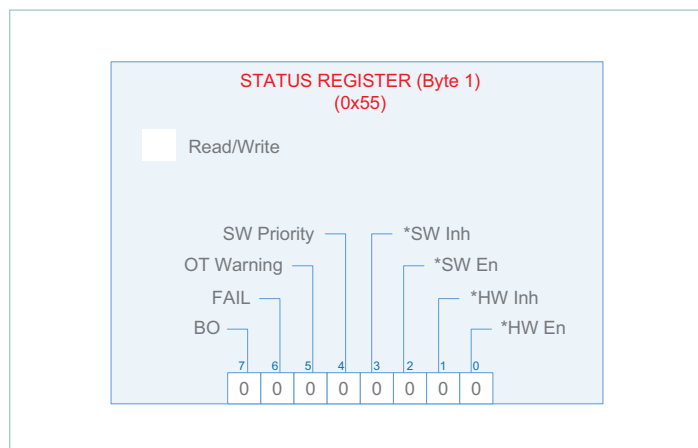 STATUS REGISTER (Byte 1)
(0x55)
Read/Write
SW Priority
*SW Inh
OT Warning
*SW En
FAIL
*HW Inh
BO
*HW En
7 6 5 4 3 2 1 0
0 0 0 0 0 0 0 0